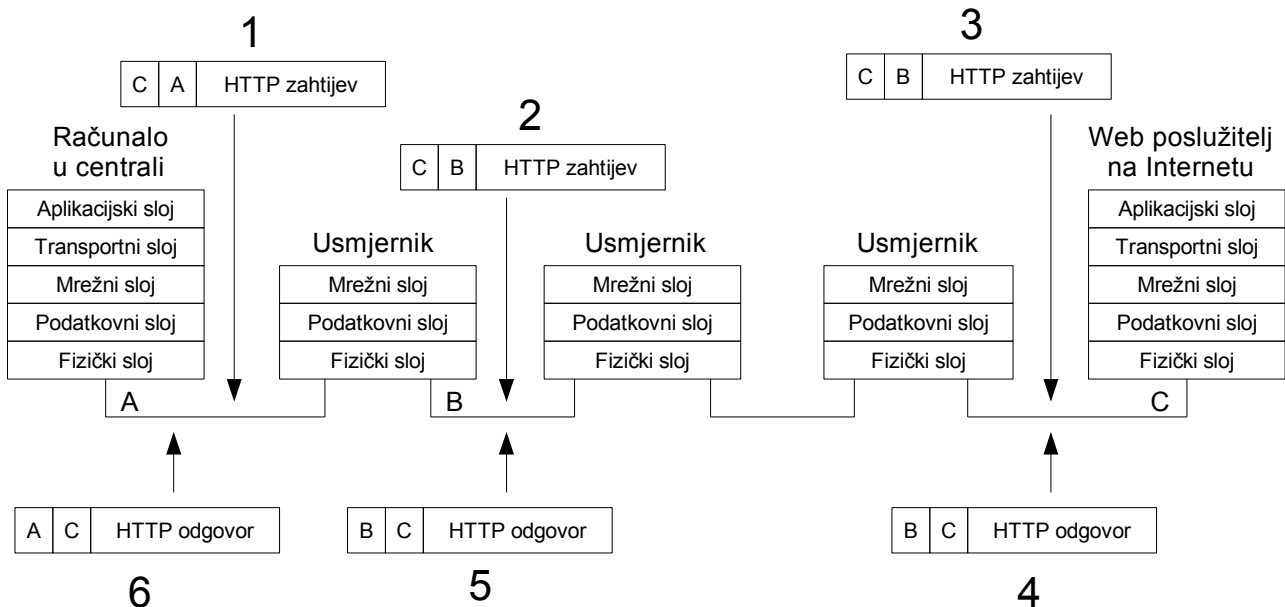 1
C A HTTP zahtijev
3
C B HTTP zahtijev
2
C B HTTP zahtijev
Računalo
u centrali
Aplikacijski sloj
Transportni sloj
Mrežni sloj
Podatkovni sloj
Fizički sloj
Usmjernik
Mrežni sloj
Podatkovni sloj
Fizički sloj
Usmjernik
Mrežni sloj
Podatkovni sloj
Fizički sloj
Usmjernik
Mrežni sloj
Podatkovni sloj
Fizički sloj
Web poslužitelj
na Internetu
Aplikacijski sloj
Transportni sloj
Mrežni sloj
Podatkovni sloj
Fizički sloj
A
B
C
A C HTTP odgovor
6
B C HTTP odgovor
5
B C HTTP odgovor
4